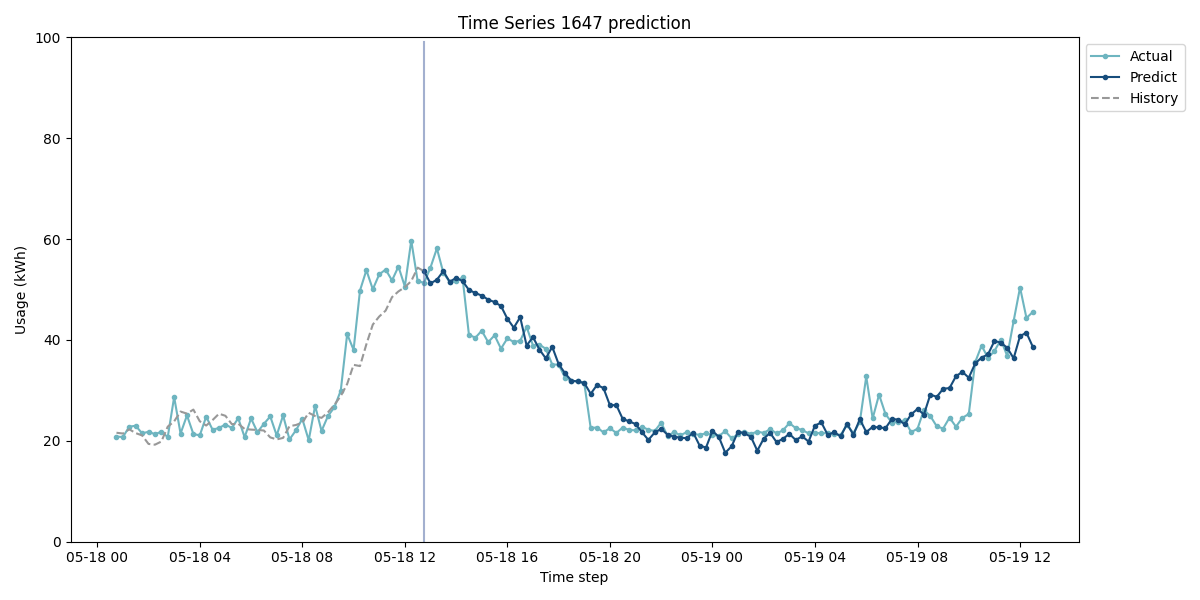 Time Series 1647 prediction
100
80
60
40
20
0
Usage (kWh)
05-18 00
05-18 04
05-18 08
05-18 12
05-18 16
05-18 20
05-19 00
05-19 04
05-19 08
05-19 12
Time step
Actual
Predict
History